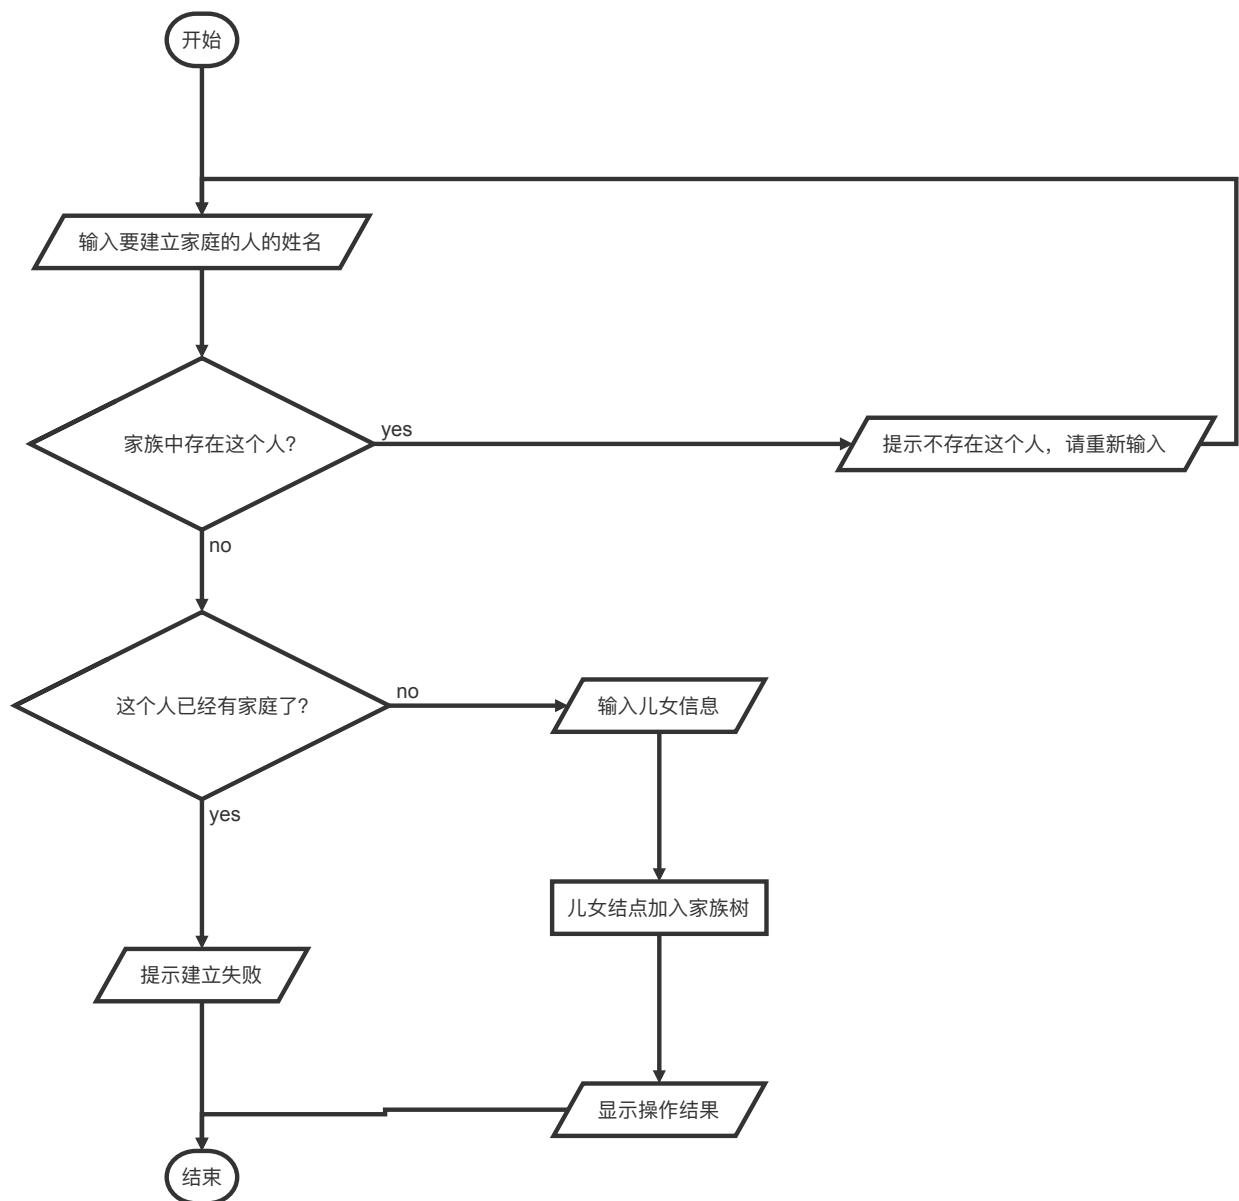 开始
输入要建立家庭的人的姓名
家族中存在这个人?
yes
提示不存在这个人，请重新输入
no
这个人已经有家庭了?
no
输入儿女信息
yes
儿女结点加入家族树
提示建立失败
显示操作结果
结束